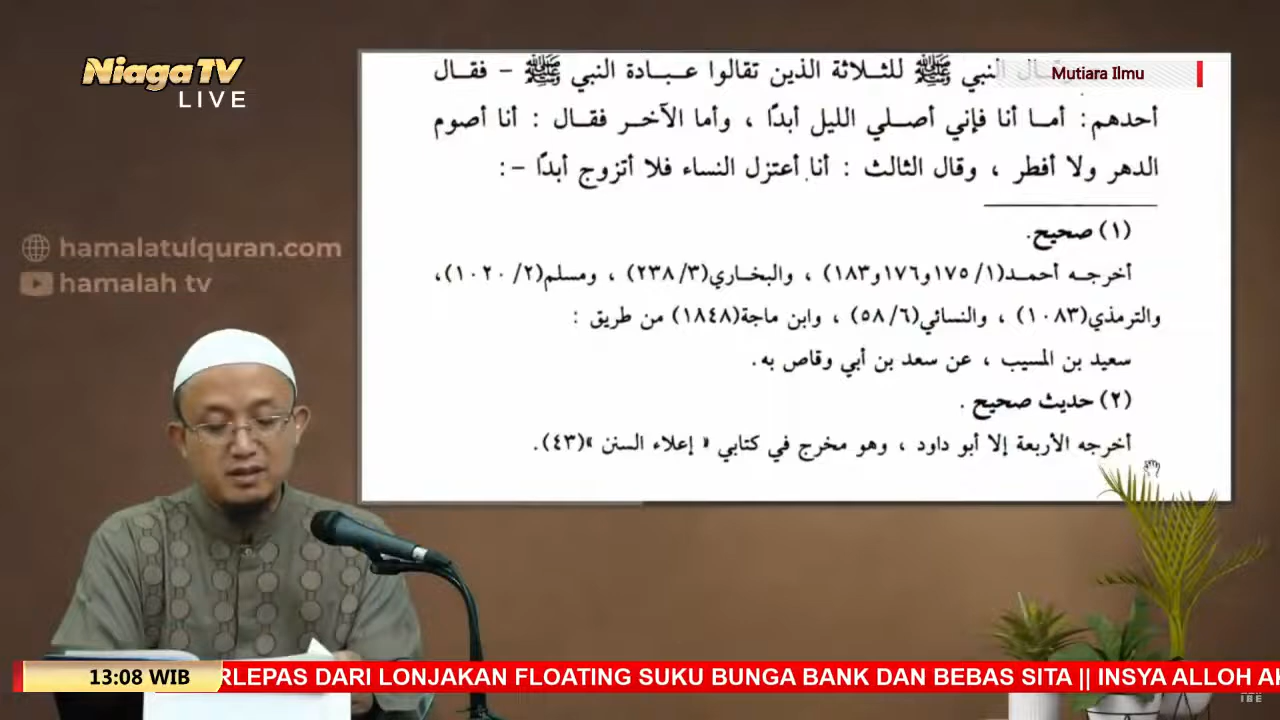 Niaga TV
LIVE
Mutiara Ilmu
النبي ﷺ للثلاثة الذين تقالوا عبادة النبي ﷺ – فقال
أحدهم: أما أنا فإني أصلي الليل أبدًا ، وأما الآخر فقال : أنا أصوم
الدهر ولا أفطر ، وقال الثالث : أنا أعتزل النساء فلا أتزوج أبدًا –:
(١) صحيح.
أخرجه أحمد(١/ ١٧٥و١٧٦و١٨٣) ، والبخاري(٣/ ٢٣٨) ، ومسلم(٢/ ١٠٢٠)،
والترمذي(١٠٨٣) ، والنسائي(٦/ ٥٨) ، وابن ماجة(١٨٤٨) من طريق :
سعيد بن المسيب ، عن سعد بن أبي وقاص به.
(٢) حديث صحيح .
أخرجه الأربعة إلا أبو داود ، وهو مخرج في كتابي « إعلاء السنن »(٤٣).
hamalatulquran.com
hamalah tv
13:08 WIB
RLEPAS DARI LONJAKAN FLOATING SUKU BUNGA BANK DAN BEBAS SITA || INSYA ALLOH